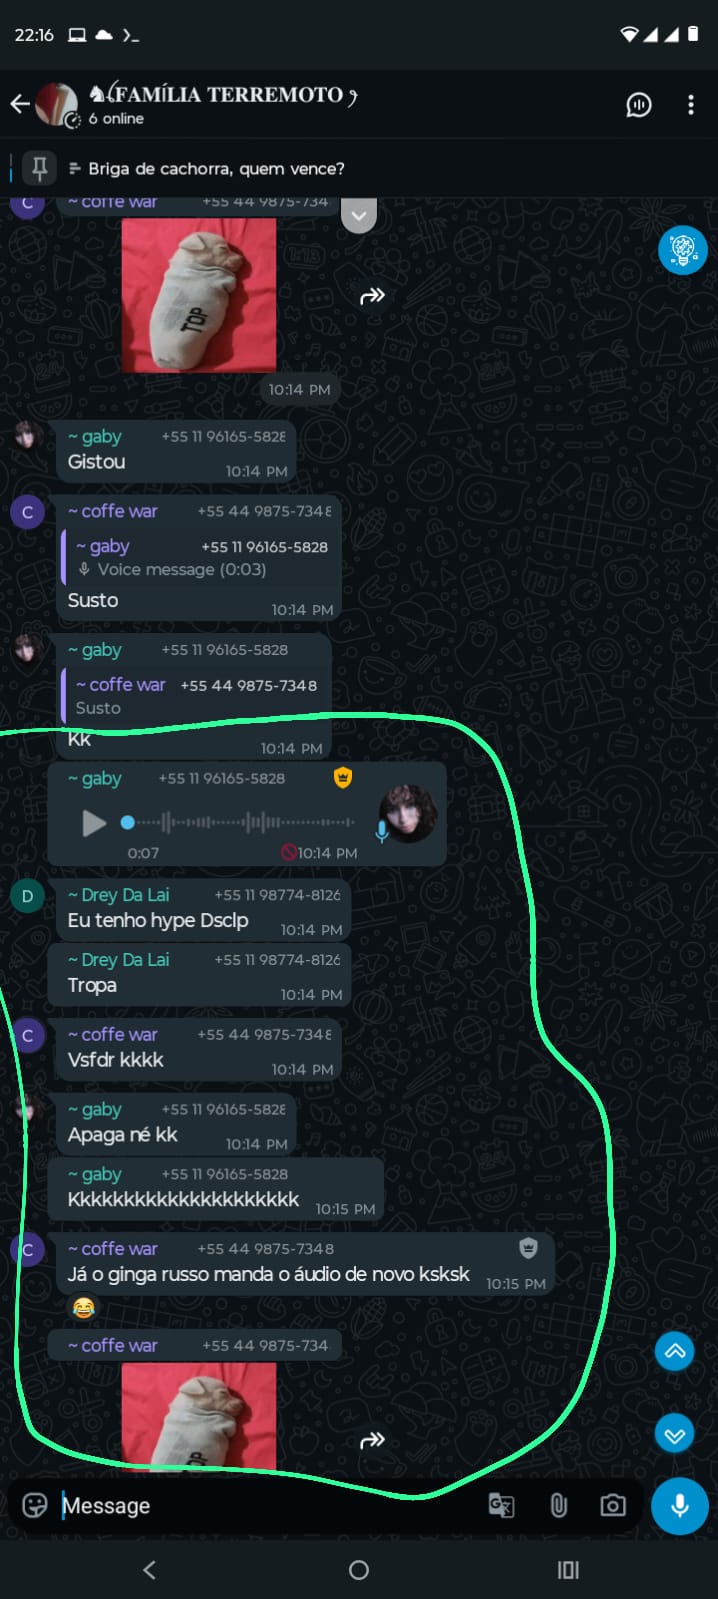 22:16
FAMÍLIA TERREMOTO
6 online
Briga de cachorra, quem vence?
C
~ coffe war +55 44 9875-734
TOP
10:14 PM
~ gaby +55 11 96165-5828
Gistou
10:14 PM
C
~ coffe war +55 44 9875-7348
~ gaby +55 11 96165-5828
Voice message (0:03)
Susto
10:14 PM
~ gaby +55 11 96165-5828
~ coffe war +55 44 9875-7348
Susto
Kk
10:14 PM
~ gaby +55 11 96165-5828
0:07 10:14 PM
D
~ Drey Da Lai +55 11 98774-8126
Eu tenho hype Dsclp
10:14 PM
~ Drey Da Lai +55 11 98774-8126
Tropa
10:14 PM
C
~ coffe war +55 44 9875-7348
Vsfdr kkkk
10:14 PM
~ gaby +55 11 96165-5828
Apaga né kk
10:14 PM
~ gaby +55 11 96165-5828
Kkkkkkkkkkkkkkkkkkkkk
10:15 PM
C
~ coffe war +55 44 9875-7348
Já o ginga russo manda o áudio de novo ksksk
10:15 PM
~ coffe war +55 44 9875-734
TOP
Message